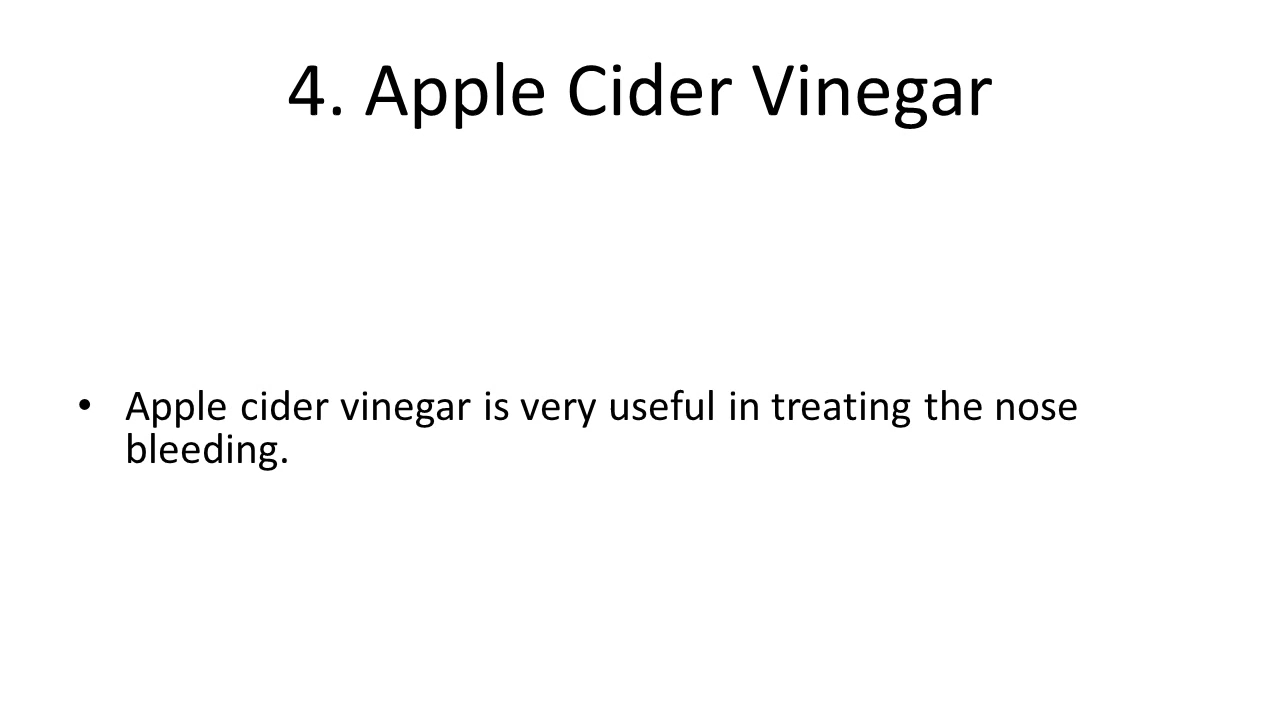 4. Apple Cider Vinegar
• Apple cider vinegar is very useful in treating the nose
bleeding.